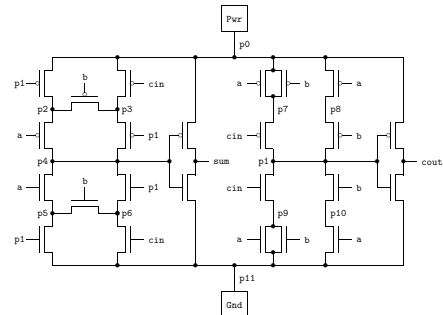 Pwr
p0
p1 b cin a b a
p2 p3 p7 p8
a p1 cin b
p4 sum p1 cout
a b p1 cin b
p5 p6 p9 p10
p1 cin a b a
p11
Gnd